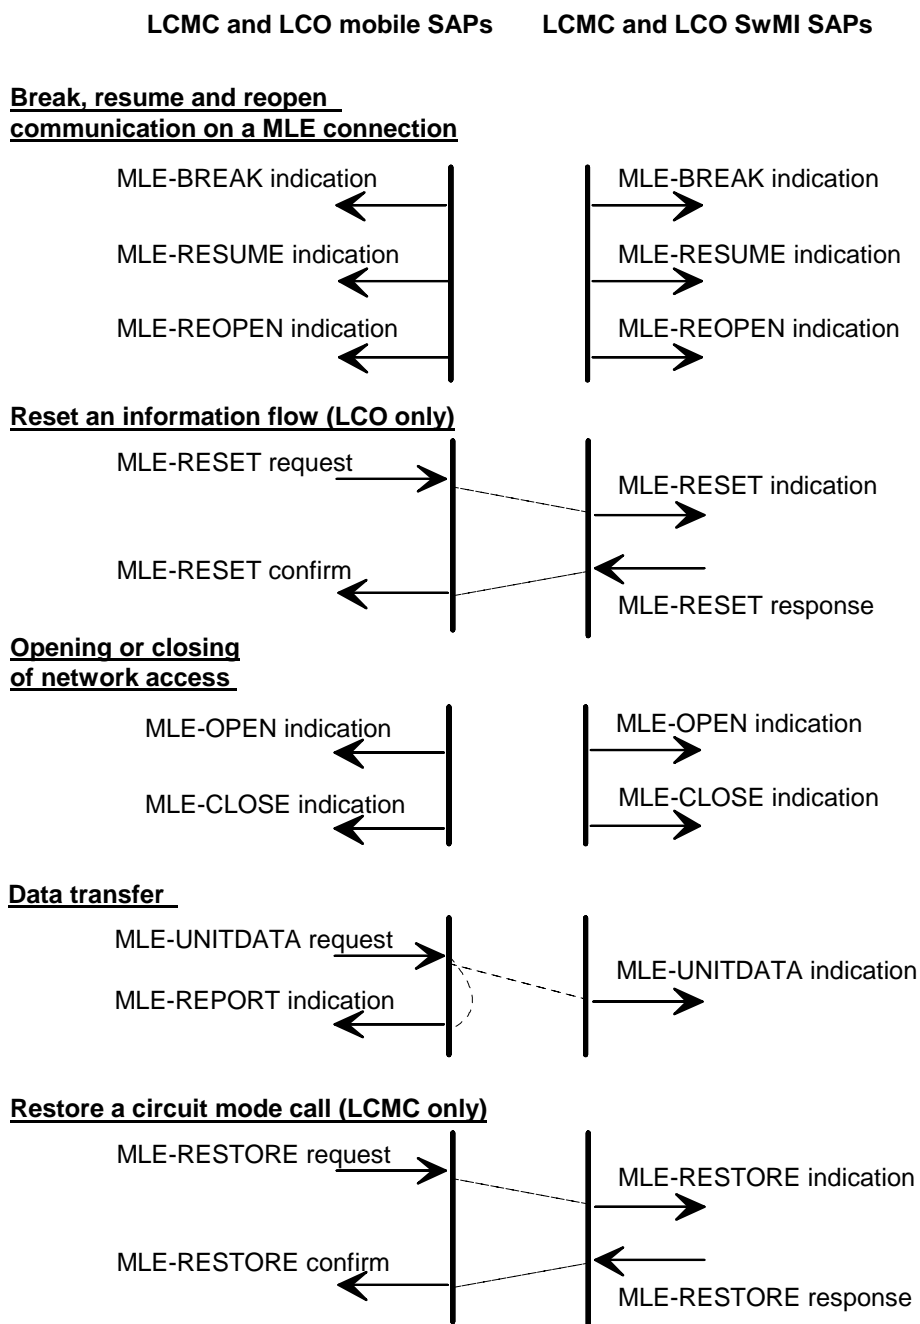 LCMC and LCO mobile SAPs LCMC and LCO SwMI SAPs
Break, resume and reopen
communication on a MLE connection
MLE-BREAK indication MLE-BREAK indication
MLE-RESUME indication MLE-RESUME indication
MLE-REOPEN indication MLE-REOPEN indication
Reset an information flow (LCO only)
MLE-RESET request
MLE-RESET indication
MLE-RESET confirm
MLE-RESET response
Opening or closing
of network access
MLE-OPEN indication MLE-OPEN indication
MLE-CLOSE indication MLE-CLOSE indication
Data transfer
MLE-UNITDATA request
MLE-UNITDATA indication
MLE-REPORT indication
Restore a circuit mode call (LCMC only)
MLE-RESTORE request
MLE-RESTORE indication
MLE-RESTORE confirm
MLE-RESTORE response